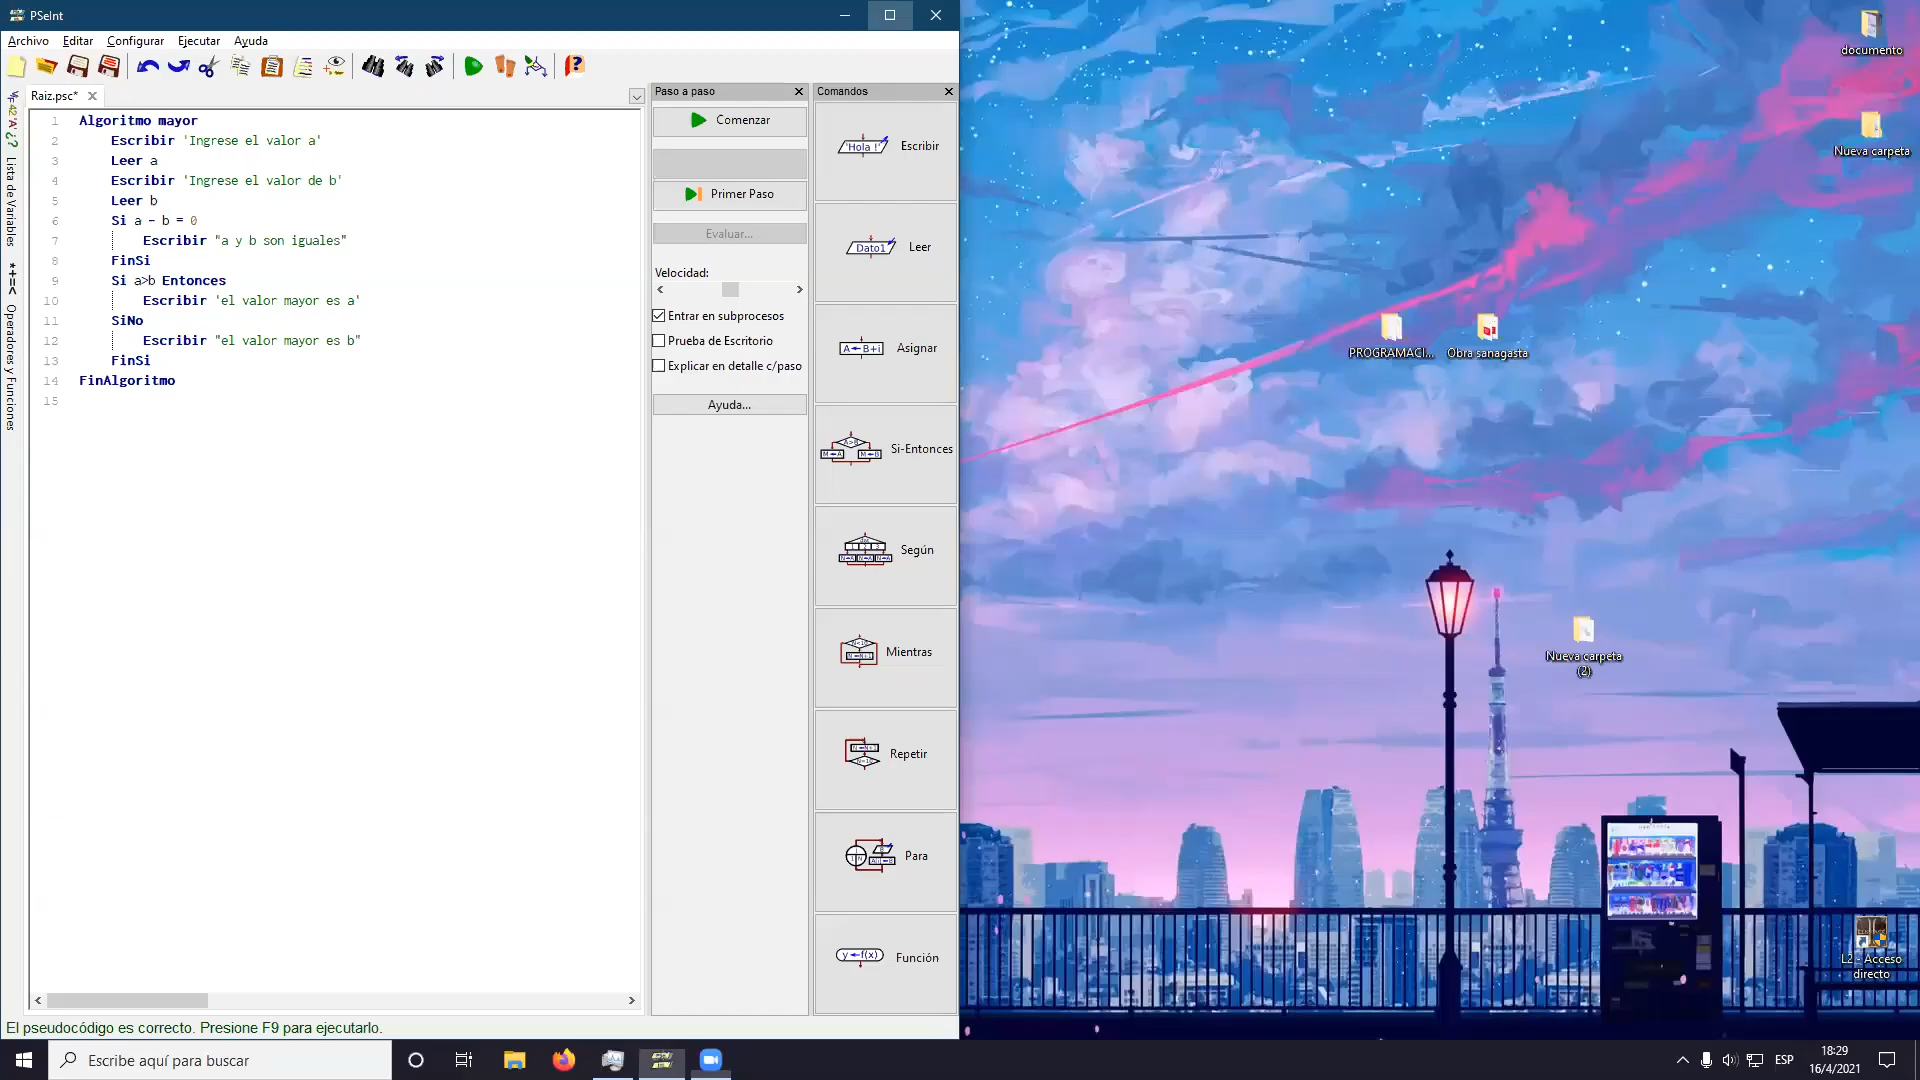 PSeInt
Archivo Editar Configurar Ejecutar Ayuda
Raiz.psc*
Lista de Variables
Operadores y Funciones
1 Algoritmo mayor
2 Escribir 'Ingrese el valor a'
3 Leer a
4 Escribir 'Ingrese el valor de b'
5 Leer b
6 Si a - b = 0
7 Escribir "a y b son iguales"
8 FinSi
9 Si a>b Entonces
10 Escribir 'el valor mayor es a'
11 SiNo
12 Escribir "el valor mayor es b"
13 FinSi
14 FinAlgoritmo
15
Paso a paso
Comenzar
Primer Paso
Evaluar...
Velocidad:
Entrar en subprocesos
Prueba de Escritorio
Explicar en detalle c/paso
Ayuda...
Comandos
'Hola !' Escribir
Dato1 Leer
A←B+i Asignar
Si-Entonces
Según
Mientras
Repetir
Para
y←f(x) Función
El pseudocódigo es correcto. Presione F9 para ejecutarlo.
documento
Nueva carpeta
PROGRAMACI...
Obra sanagasta
Nueva carpeta
(2)
L2 - Acceso
directo
Escribe aquí para buscar
ESP
18:29
16/4/2021